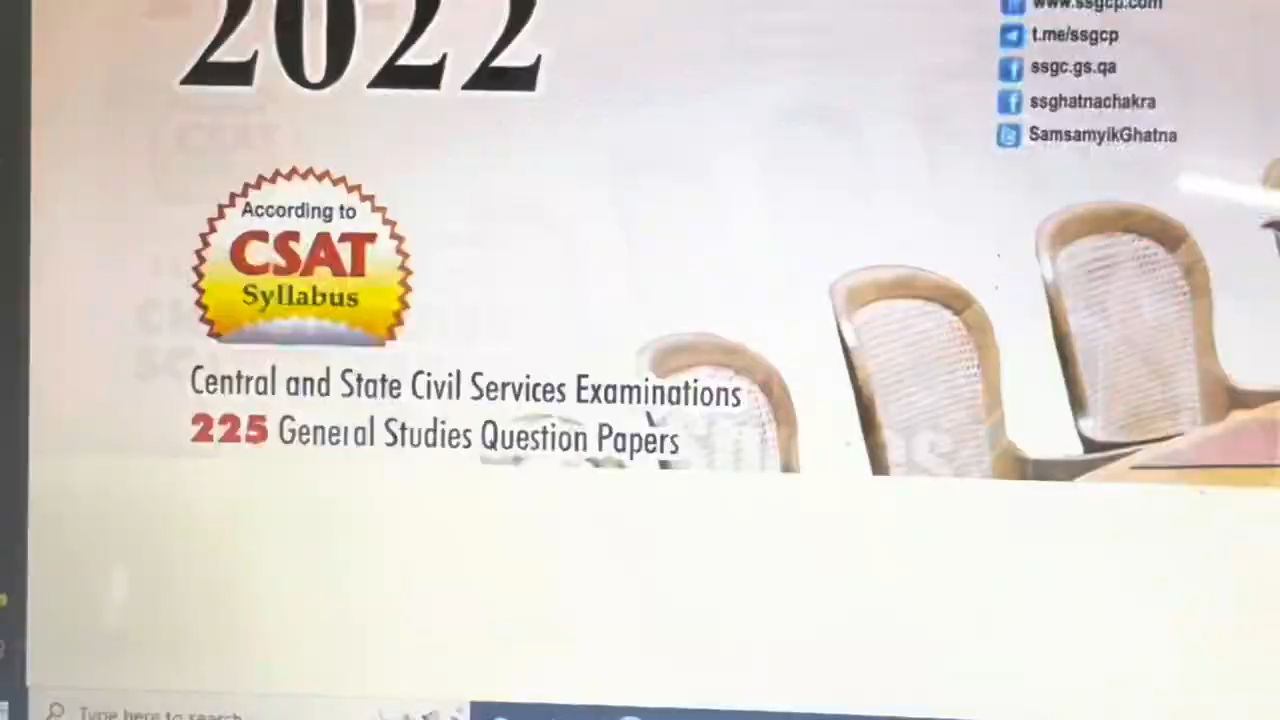 2022
www.ssgcp.com
t.me/ssgcp
ssgc.gs.qa
ssghatnachakra
SamsamyikGhatna
According to
CSAT
Syllabus
Central and State Civil Services Examinations
225 General Studies Question Papers
Type here to search